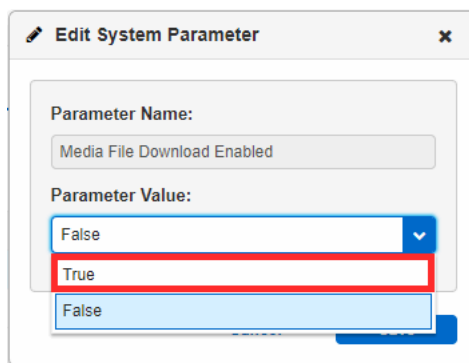 Edit System Parameter
Parameter Name:
Media File Download Enabled
Parameter Value:
False
True
False